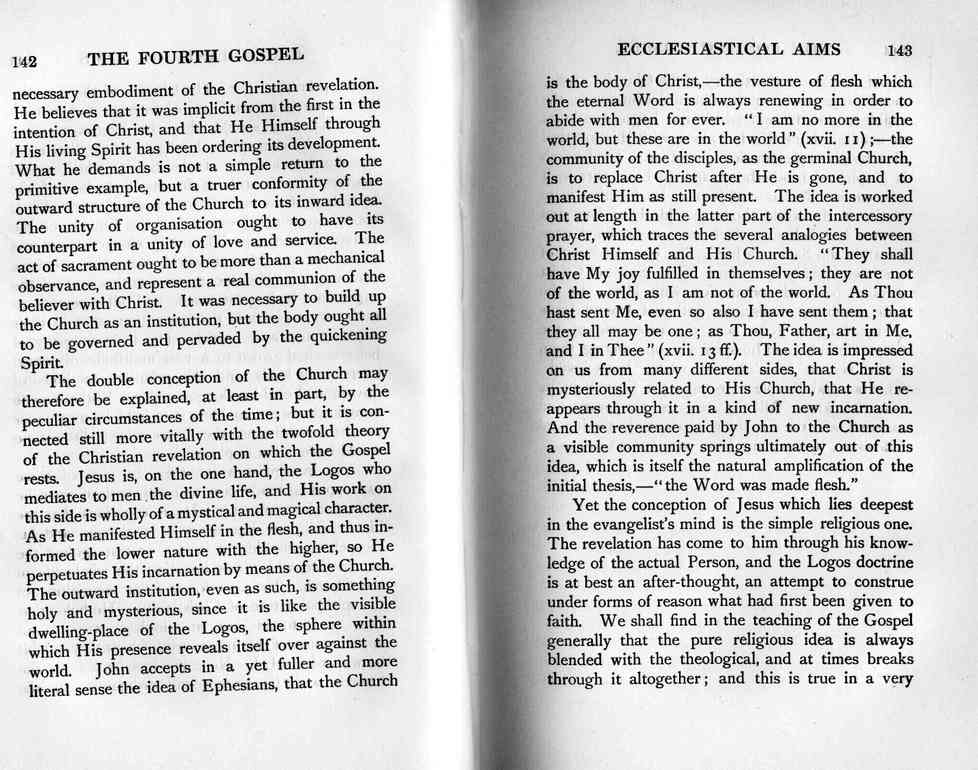 142 THE FOURTH GOSPEL
necessary embodiment of the Christian revelation.
He believes that it was implicit from the first in the
intention of Christ, and that He Himself through
His living Spirit has been ordering its development.
What he demands is not a simple return to the
primitive example, but a truer conformity of the
outward structure of the Church to its inward idea.
The unity of organisation ought to have its
counterpart in a unity of love and service. The
act of sacrament ought to be more than a mechanical
observance, and represent a real communion of the
believer with Christ. It was necessary to build up
the Church as an institution, but the body ought all
to be governed and pervaded by the quickening
Spirit.
The double conception of the Church may
therefore be explained, at least in part, by the
peculiar circumstances of the time; but it is con-
nected still more vitally with the twofold theory
of the Christian revelation on which the Gospel
rests. Jesus is, on the one hand, the Logos who
mediates to men the divine life, and His work on
this side is wholly of a mystical and magical character.
As He manifested Himself in the flesh, and thus in-
formed the lower nature with the higher, so He
perpetuates His incarnation by means of the Church.
The outward institution, even as such, is something
holy and mysterious, since it is like the visible
dwelling-place of the Logos, the sphere within
which His presence reveals itself over against the
world. John accepts in a yet fuller and more
literal sense the idea of Ephesians, that the Church
ECCLESIASTICAL AIMS 143
is the body of Christ,—the vesture of flesh which
the eternal Word is always renewing in order to
abide with men for ever. "I am no more in the
world, but these are in the world" (xvii. 11);—the
community of the disciples, as the germinal Church,
is to replace Christ after He is gone, and to
manifest Him as still present. The idea is worked
out at length in the latter part of the intercessory
prayer, which traces the several analogies between
Christ Himself and His Church. "They shall
have My joy fulfilled in themselves; they are not
of the world, as I am not of the world. As Thou
hast sent Me, even so also I have sent them; that
they all may be one; as Thou, Father, art in Me,
and I in Thee" (xvii. 13 ff.). The idea is impressed
on us from many different sides, that Christ is
mysteriously related to His Church, that He re-
appears through it in a kind of new incarnation.
And the reverence paid by John to the Church as
a visible community springs ultimately out of this
idea, which is itself the natural amplification of the
initial thesis,—"the Word was made flesh."
Yet the conception of Jesus which lies deepest
in the evangelist's mind is the simple religious one.
The revelation has come to him through his know-
ledge of the actual Person, and the Logos doctrine
is at best an after-thought, an attempt to construe
under forms of reason what had first been given to
faith. We shall find in the teaching of the Gospel
generally that the pure religious idea is always
blended with the theological, and at times breaks
through it altogether; and this is true in a very